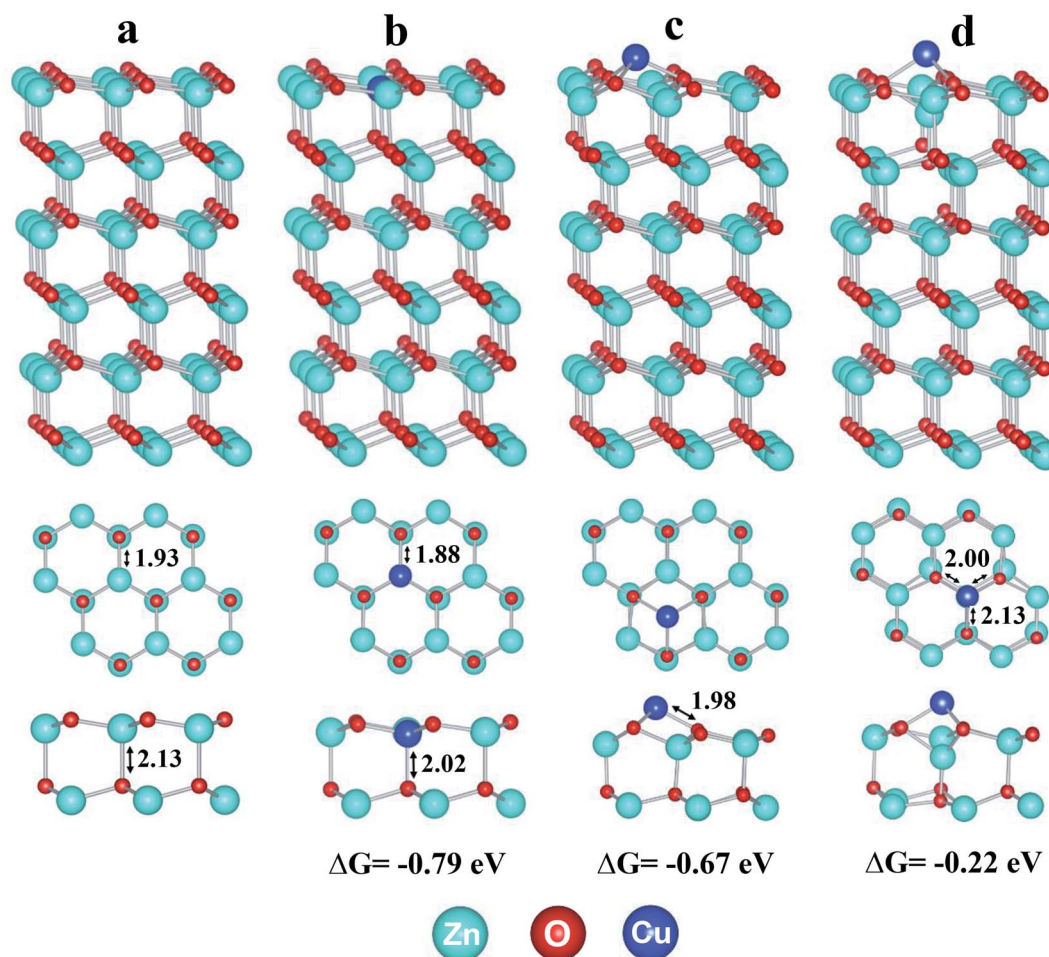 a b c d
1.93 1.88 2.00
2.13
1.98
2.13 2.02
ΔG= -0.79 eV ΔG= -0.67 eV ΔG= -0.22 eV
Zn O Cu